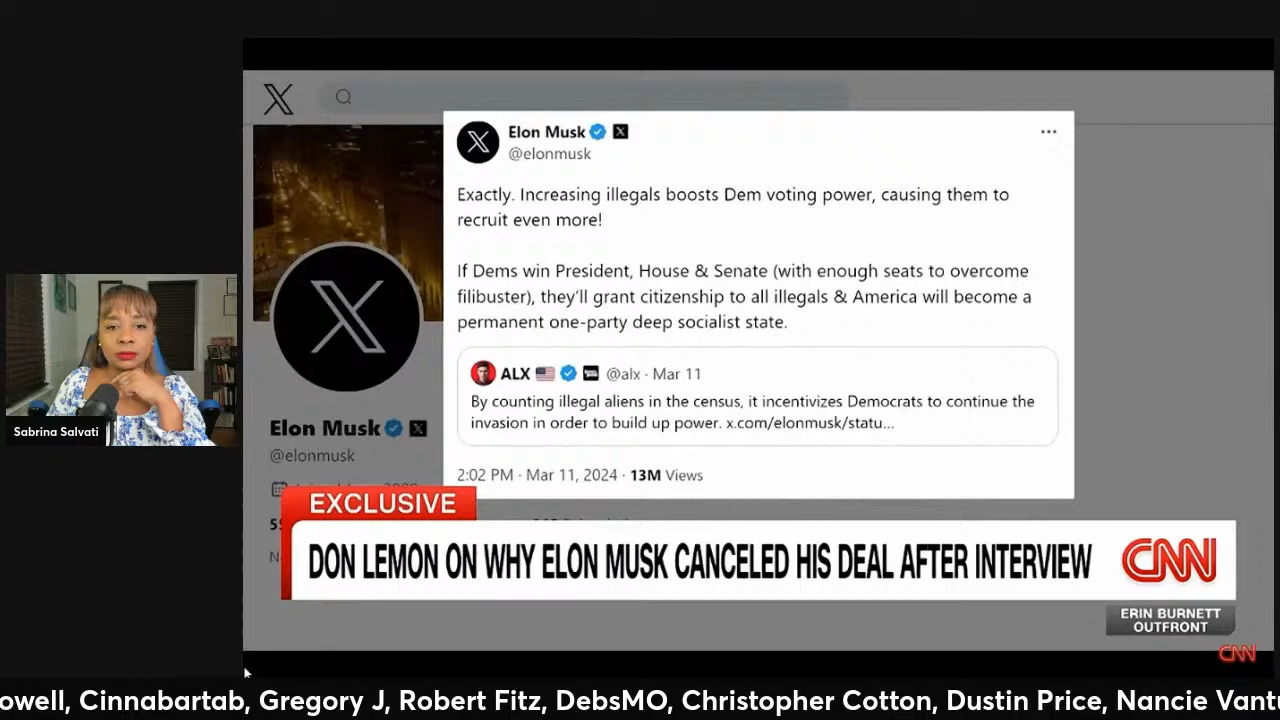 Elon Musk
@elonmusk
Exactly. Increasing illegals boosts Dem voting power, causing them to
recruit even more!
If Dems win President, House & Senate (with enough seats to overcome
filibuster), they'll grant citizenship to all illegals & America will become a
permanent one-party deep socialist state.
ALX @alx · Mar 11
By counting illegal aliens in the census, it incentivizes Democrats to continue the
invasion in order to build up power. x.com/elonmusk/statu...
2:02 PM · Mar 11, 2024 · 13M Views
Sabrina Salvati
Elon Musk
@elonmusk
EXCLUSIVE
DON LEMON ON WHY ELON MUSK CANCELED HIS DEAL AFTER INTERVIEW
CNN
ERIN BURNETT
OUTFRONT
CNN
owell, Cinnabartab, Gregory J, Robert Fitz, DebsMO, Christopher Cotton, Dustin Price, Nancie Vant